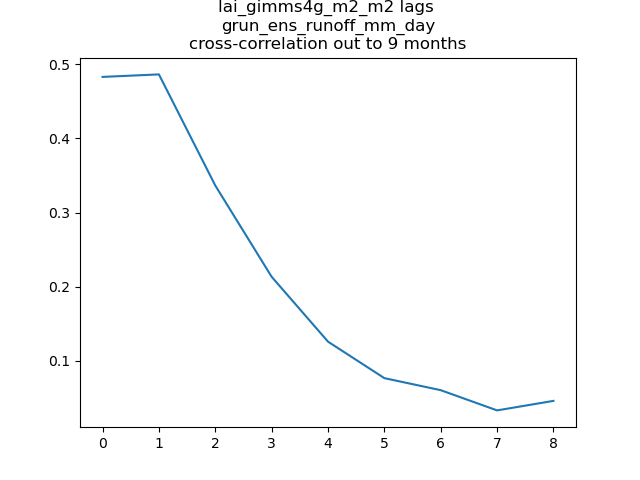 lai_gimms4g_m2_m2 lags
grun_ens_runoff_mm_day
cross-correlation out to 9 months
0.5
0.4
0.3
0.2
0.1
0 1 2 3 4 5 6 7 8